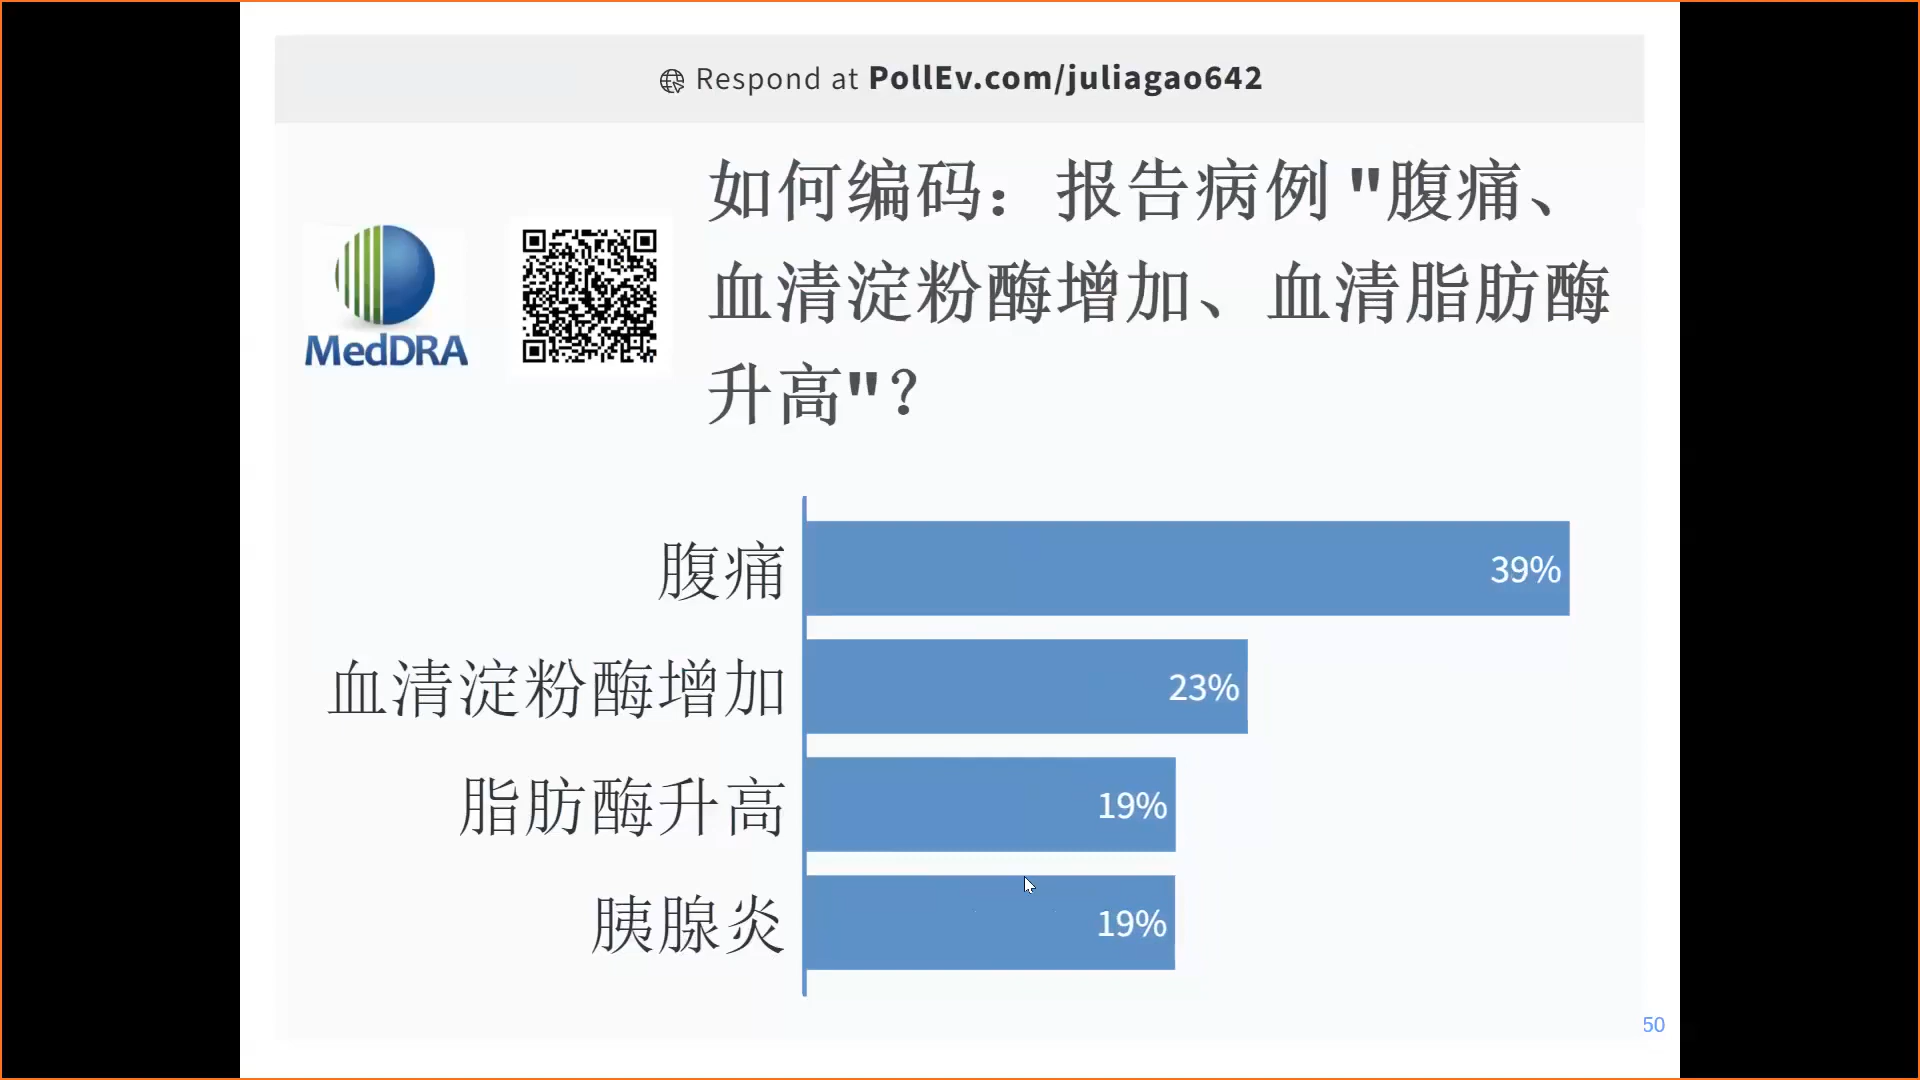 Respond at PollEv.com/juliagao642
如何编码：报告病例 "腹痛、
血清淀粉酶增加、血清脂肪酶
升高"？
MedDRA
腹痛
39%
血清淀粉酶增加
23%
脂肪酶升高
19%
胰腺炎
19%
50